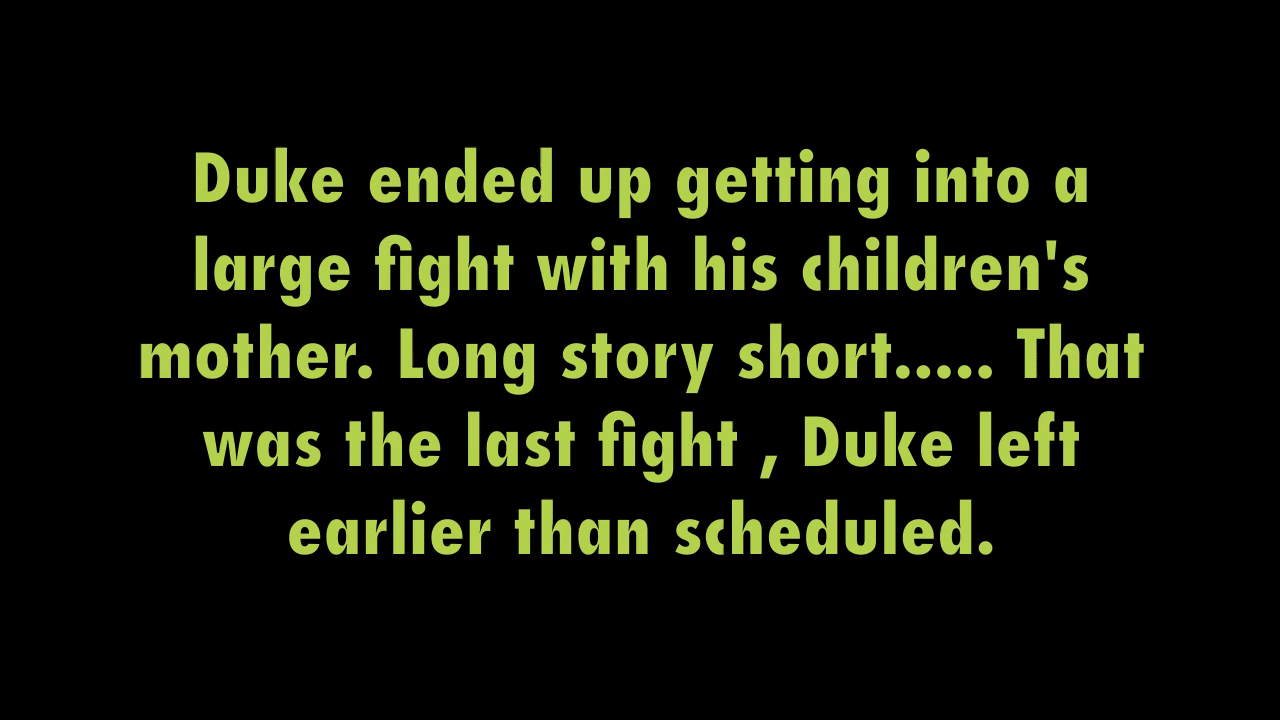 Duke ended up getting into a
large fight with his children's
mother. Long story short..... That
was the last fight , Duke left
earlier than scheduled.